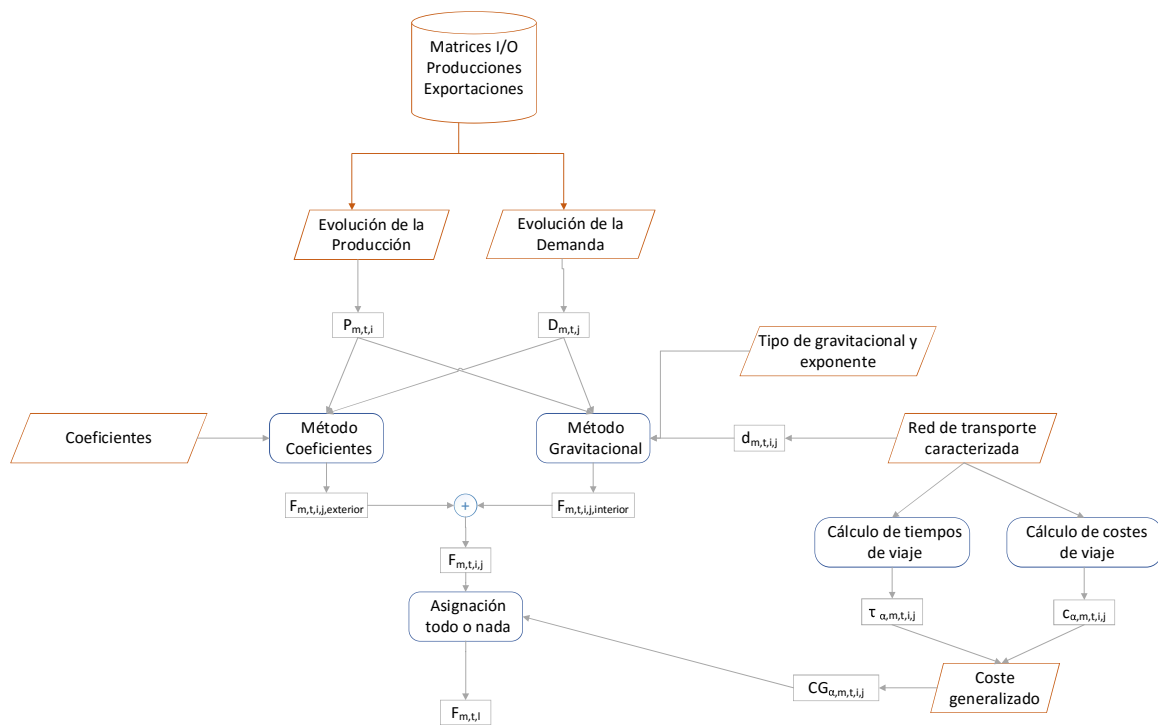 Matrices I/O
Producciones
Exportaciones
Evolución de la
Producción
Evolución de la
Demanda
Pm,t,i
Dm,t,j
Tipo de gravitacional y
exponente
Coeficientes
Método
Coeficientes
Método
Gravitacional
dm,t,i,j
Red de transporte
caracterizada
Fm,t,i,j,exterior
+
Fm,t,i,j,interior
Cálculo de tiempos
de viaje
Cálculo de costes
de viaje
Fm,t,i,j
Asignación
todo o nada
τ α,m,t,i,j
cα,m,t,i,j
CGα,m,t,i,j
Coste
generalizado
Fm,t,l